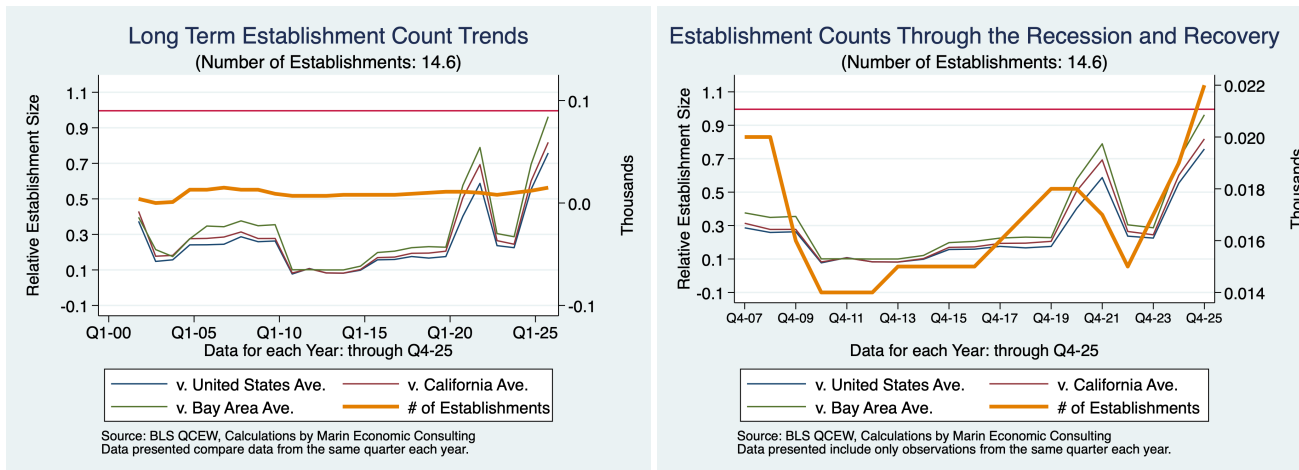 Long Term Establishment Count Trends
(Number of Establishments: 14.6)
Relative Establishment Size
1.1
0.9
0.7
0.5
0.3
0.1
-0.1
0.1
0.0
-0.1
Thousands
Q1-00 Q1-05 Q1-10 Q1-15 Q1-20 Q1-25
Data for each Year: through Q4-25
v. United States Ave. v. California Ave.
v. Bay Area Ave. # of Establishments
Source: BLS QCEW, Calculations by Marin Economic Consulting
Data presented compare data from the same quarter each year.
Establishment Counts Through the Recession and Recovery
(Number of Establishments: 14.6)
Relative Establishment Size
1.1
0.9
0.7
0.5
0.3
0.1
-0.1
0.022
0.020
0.018
0.016
0.014
Thousands
Q4-07 Q4-09 Q4-11 Q4-13 Q4-15 Q4-17 Q4-19 Q4-21 Q4-23 Q4-25
Data for each Year: through Q4-25
v. United States Ave. v. California Ave.
v. Bay Area Ave. # of Establishments
Source: BLS QCEW, Calculations by Marin Economic Consulting
Data presented include only observations from the same quarter each year.